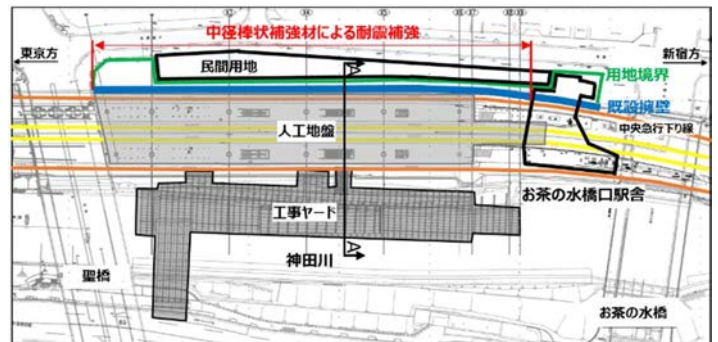 中径棒状補強材による耐震補強
東京方
新宿方
民間用地
A
用地境界
既設擁壁
人工地盤
中央急行下り線
お茶の水橋口駅舎
工事ヤード
A
神田川
聖橋
お茶の水橋